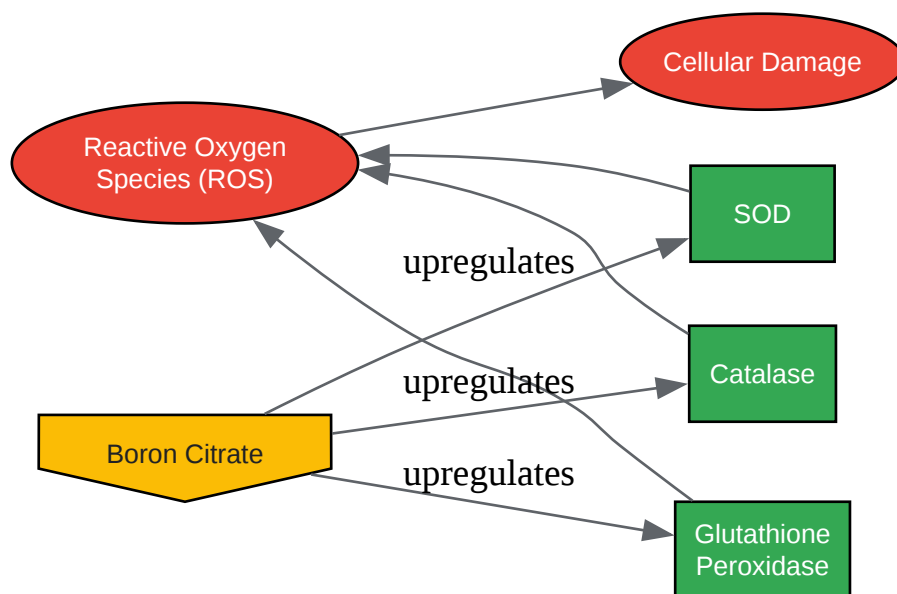 Cellular Damage
Reactive Oxygen
Species (ROS)
SOD
upregulates
Catalase
upregulates
Boron Citrate
upregulates
Glutathione
Peroxidase